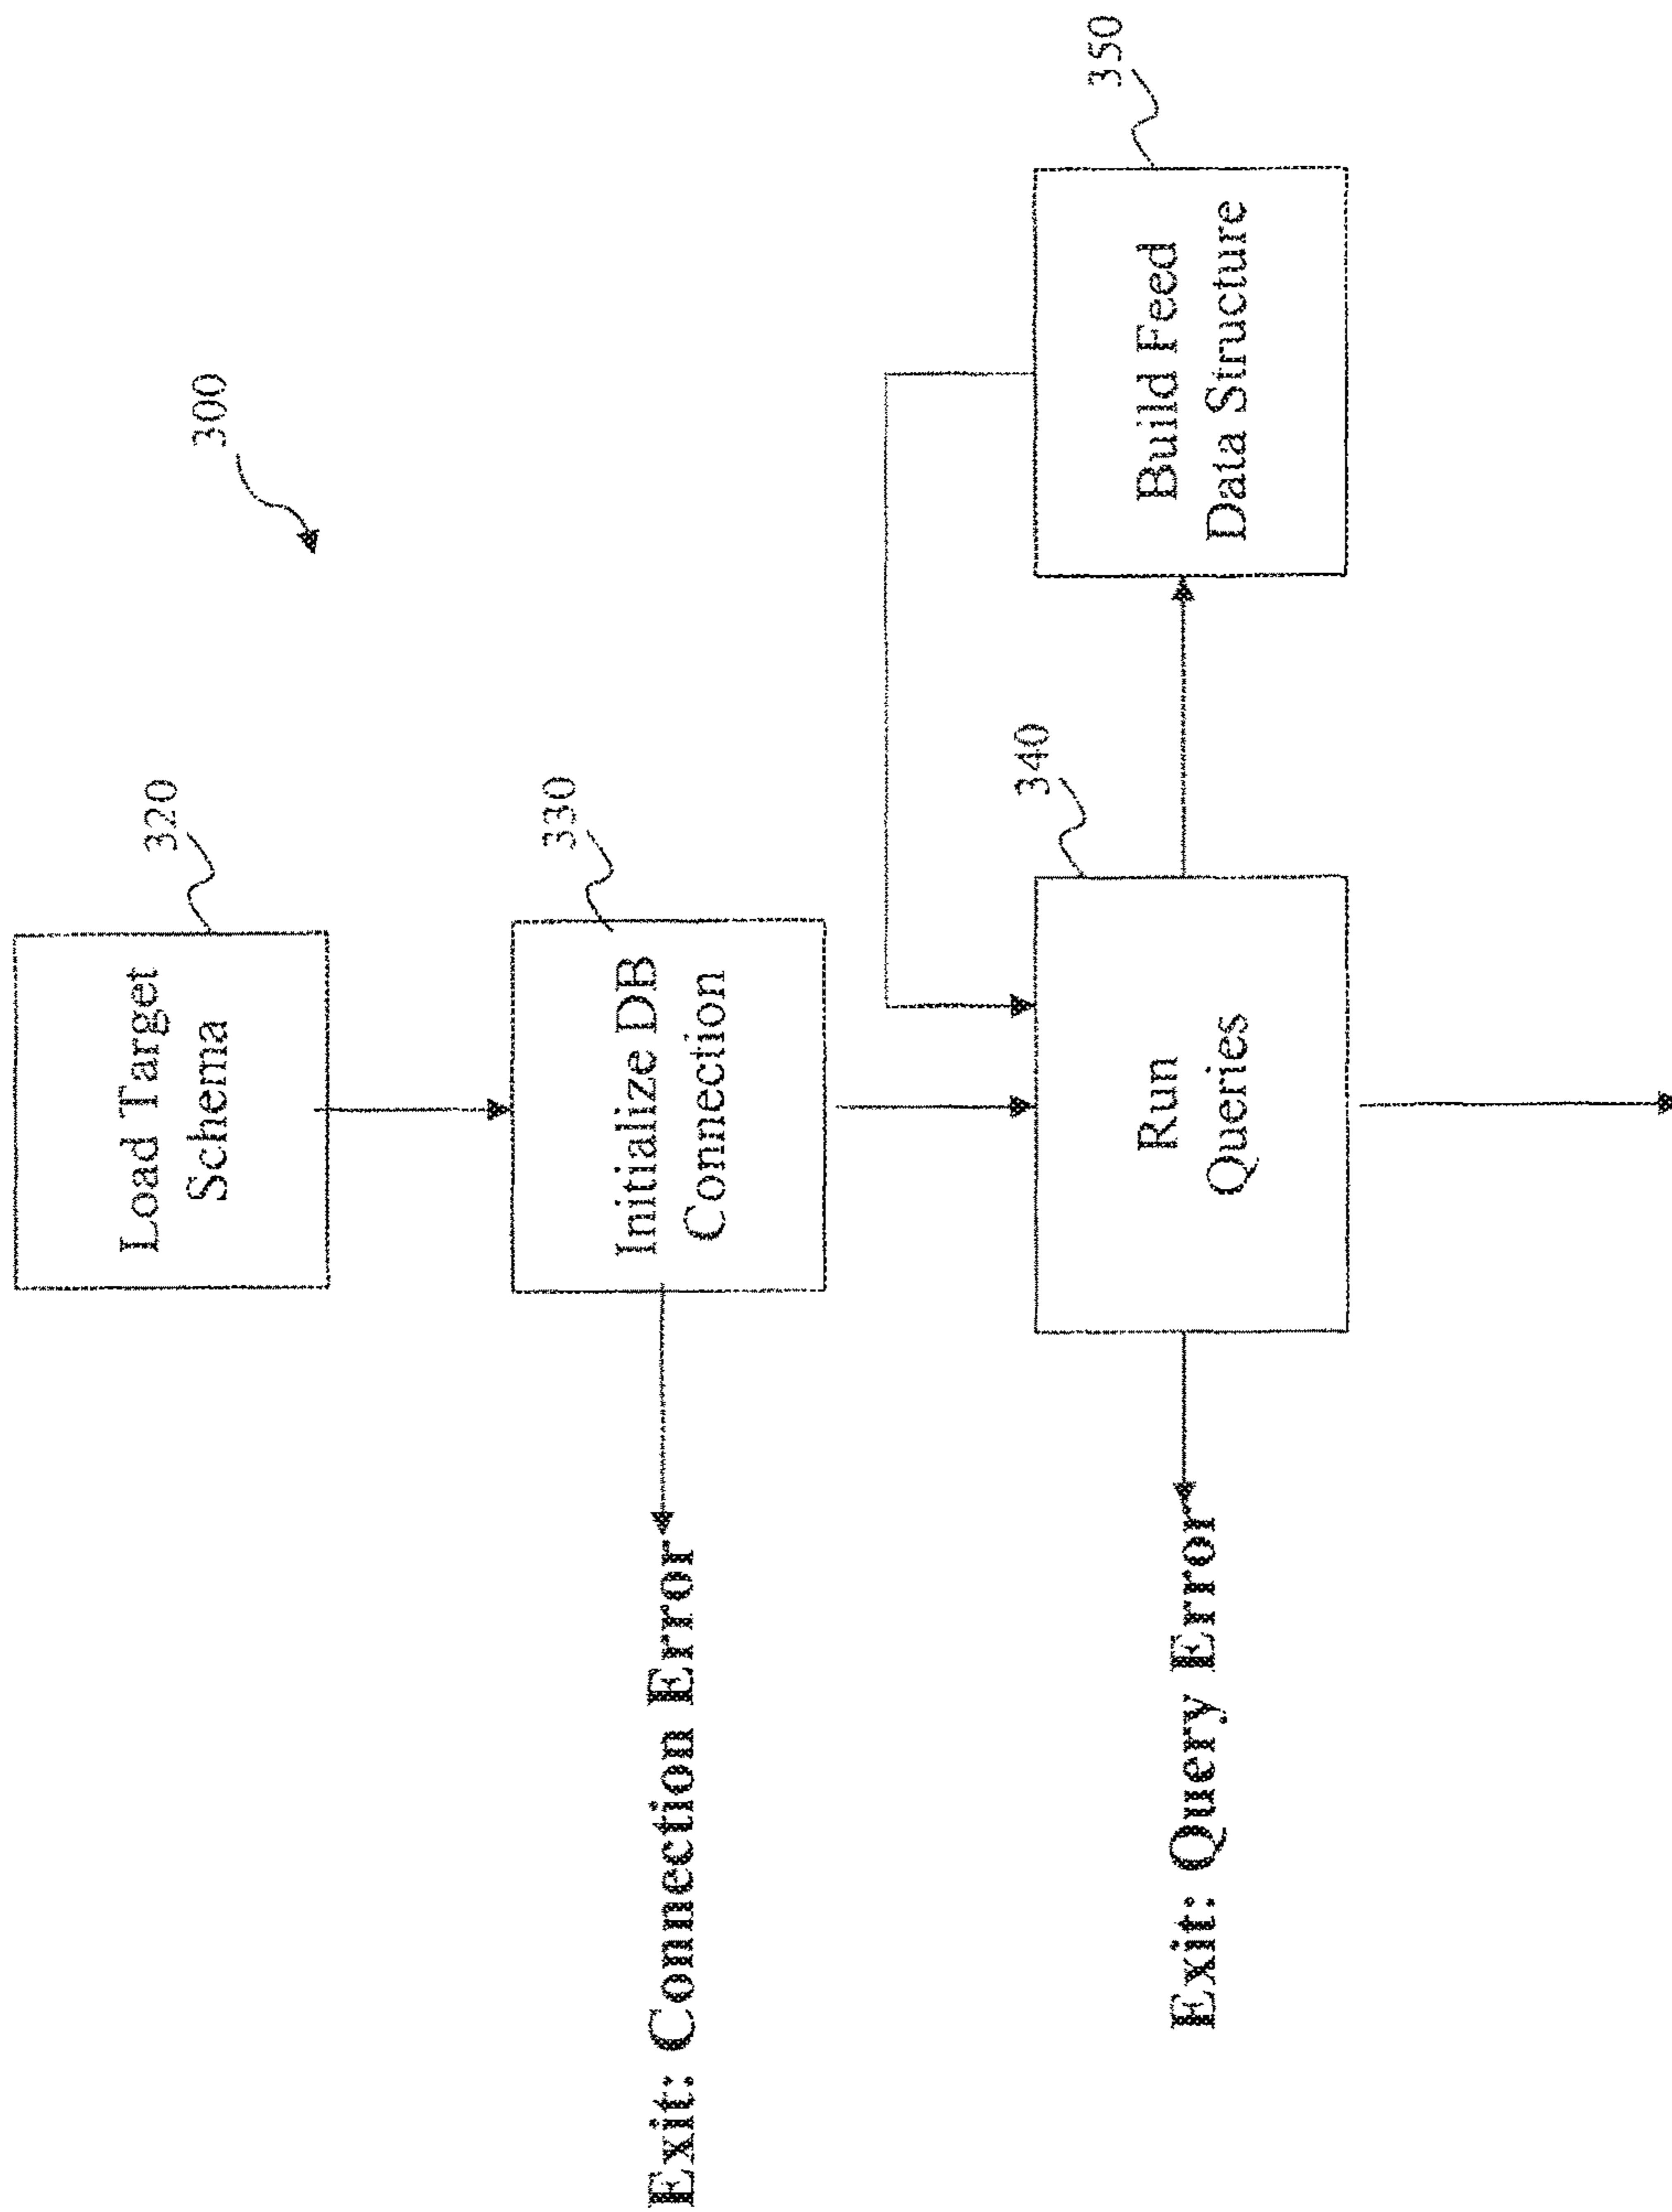 300
320
Load Target
Schema
330
Initialize DB
Connection
Exit: Connection Error
340
Run
Queries
Exit: Query Error
350
Build Feed
Data Structure